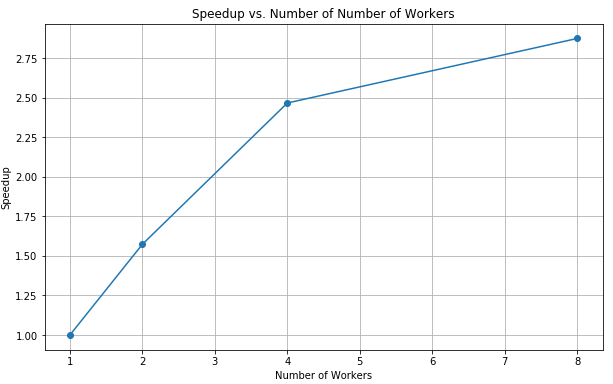 Speedup vs. Number of Number of Workers
2.75
2.50
2.25
2.00
1.75
1.50
1.25
1.00
Speedup
1 2 3 4 5 6 7 8
Number of Workers